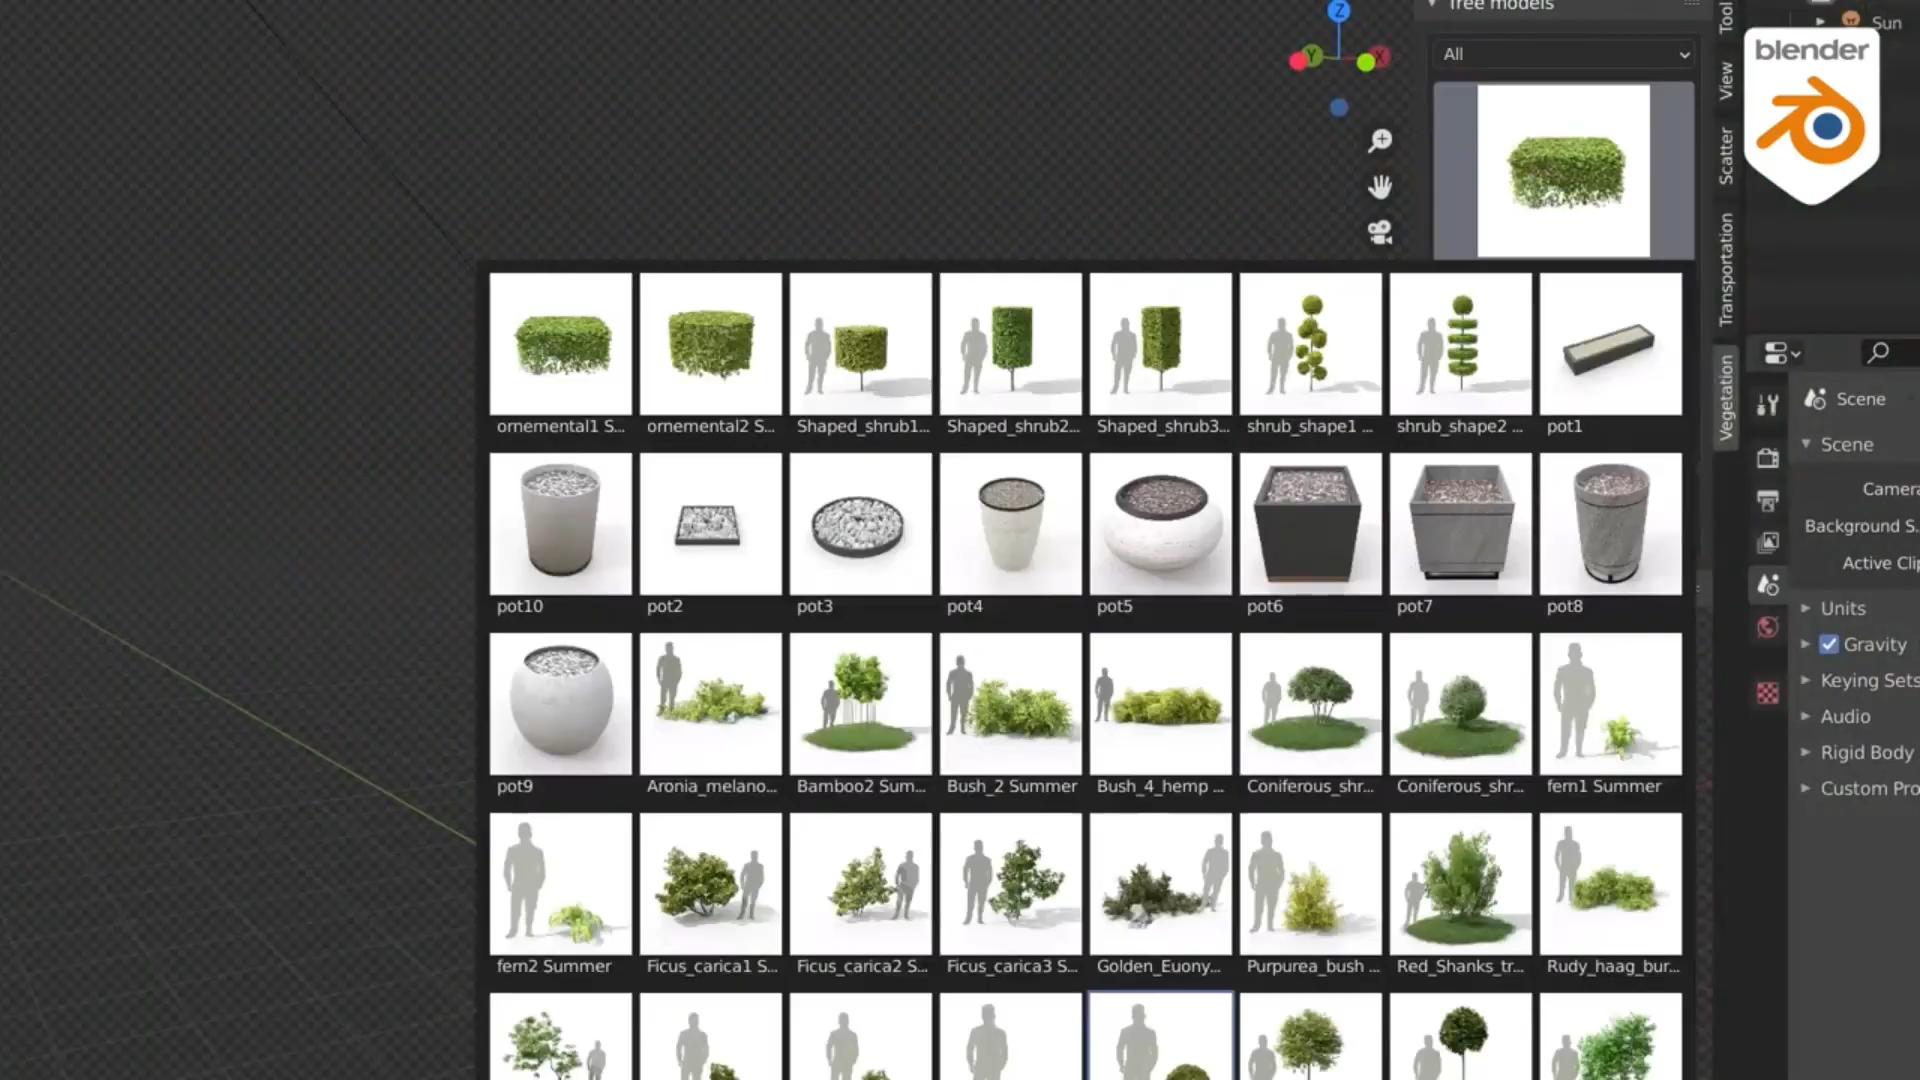 Tree models
Z
Y
X
All
Tool
View
Scatter
Transportation
Vegetation
Sun
blender
ornemental1 S...
ornemental2 S...
Shaped_shrub1...
Shaped_shrub2...
Shaped_shrub3...
shrub_shape1 ...
shrub_shape2 ...
pot1
pot10
pot2
pot3
pot4
pot5
pot6
pot7
pot8
pot9
Aronia_melano...
Bamboo2 Sum...
Bush_2 Summer
Bush_4_hemp ...
Coniferous_shr...
Coniferous_shr...
fern1 Summer
fern2 Summer
Ficus_carica1 S...
Ficus_carica2 S...
Ficus_carica3 S...
Golden_Euony...
Purpurea_bush ...
Red_Shanks_tr...
Rudy_haag_bur...
Scene
Scene
Camera
Background S...
Active Clip
Units
Gravity
Keying Sets
Audio
Rigid Body
Custom Pro